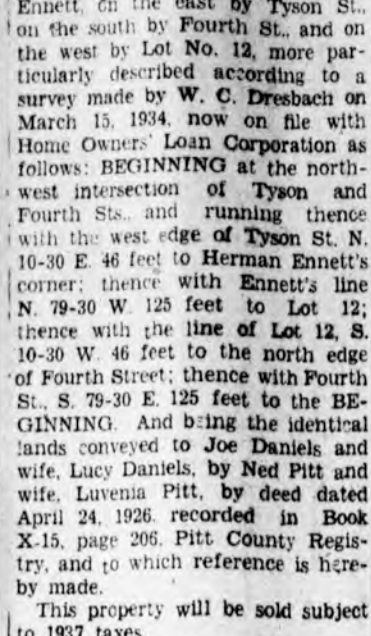 Ennett, on the east by Tyson St.,
on the south by Fourth St., and on
the west by Lot No. 12, more par-
ticularly described according to a
survey made by W. C. Dresbach on
March 15, 1934, now on file with
Home Owners' Loan Corporation as
follows: BEGINNING at the north-
west intersection of Tyson and
Fourth Sts., and running thence
with the west edge of Tyson St. N.
10-30 E. 46 feet to Herman Ennett's
corner; thence with Ennett's line
N. 79-30 W. 125 feet to Lot 12;
thence with the line of Lot 12, S.
10-30 W. 46 feet to the north edge
of Fourth Street; thence with Fourth
St., S. 79-30 E. 125 feet to the BE-
GINNING. And being the identical
lands conveyed to Joe Daniels and
wife, Lucy Daniels, by Ned Pitt and
wife, Luvenia Pitt, by deed dated
April 24, 1926. recorded in Book
X-15, page 206. Pitt County Regis-
try, and to which reference is here-
by made.
This property will be sold subject
to 1937 taxes